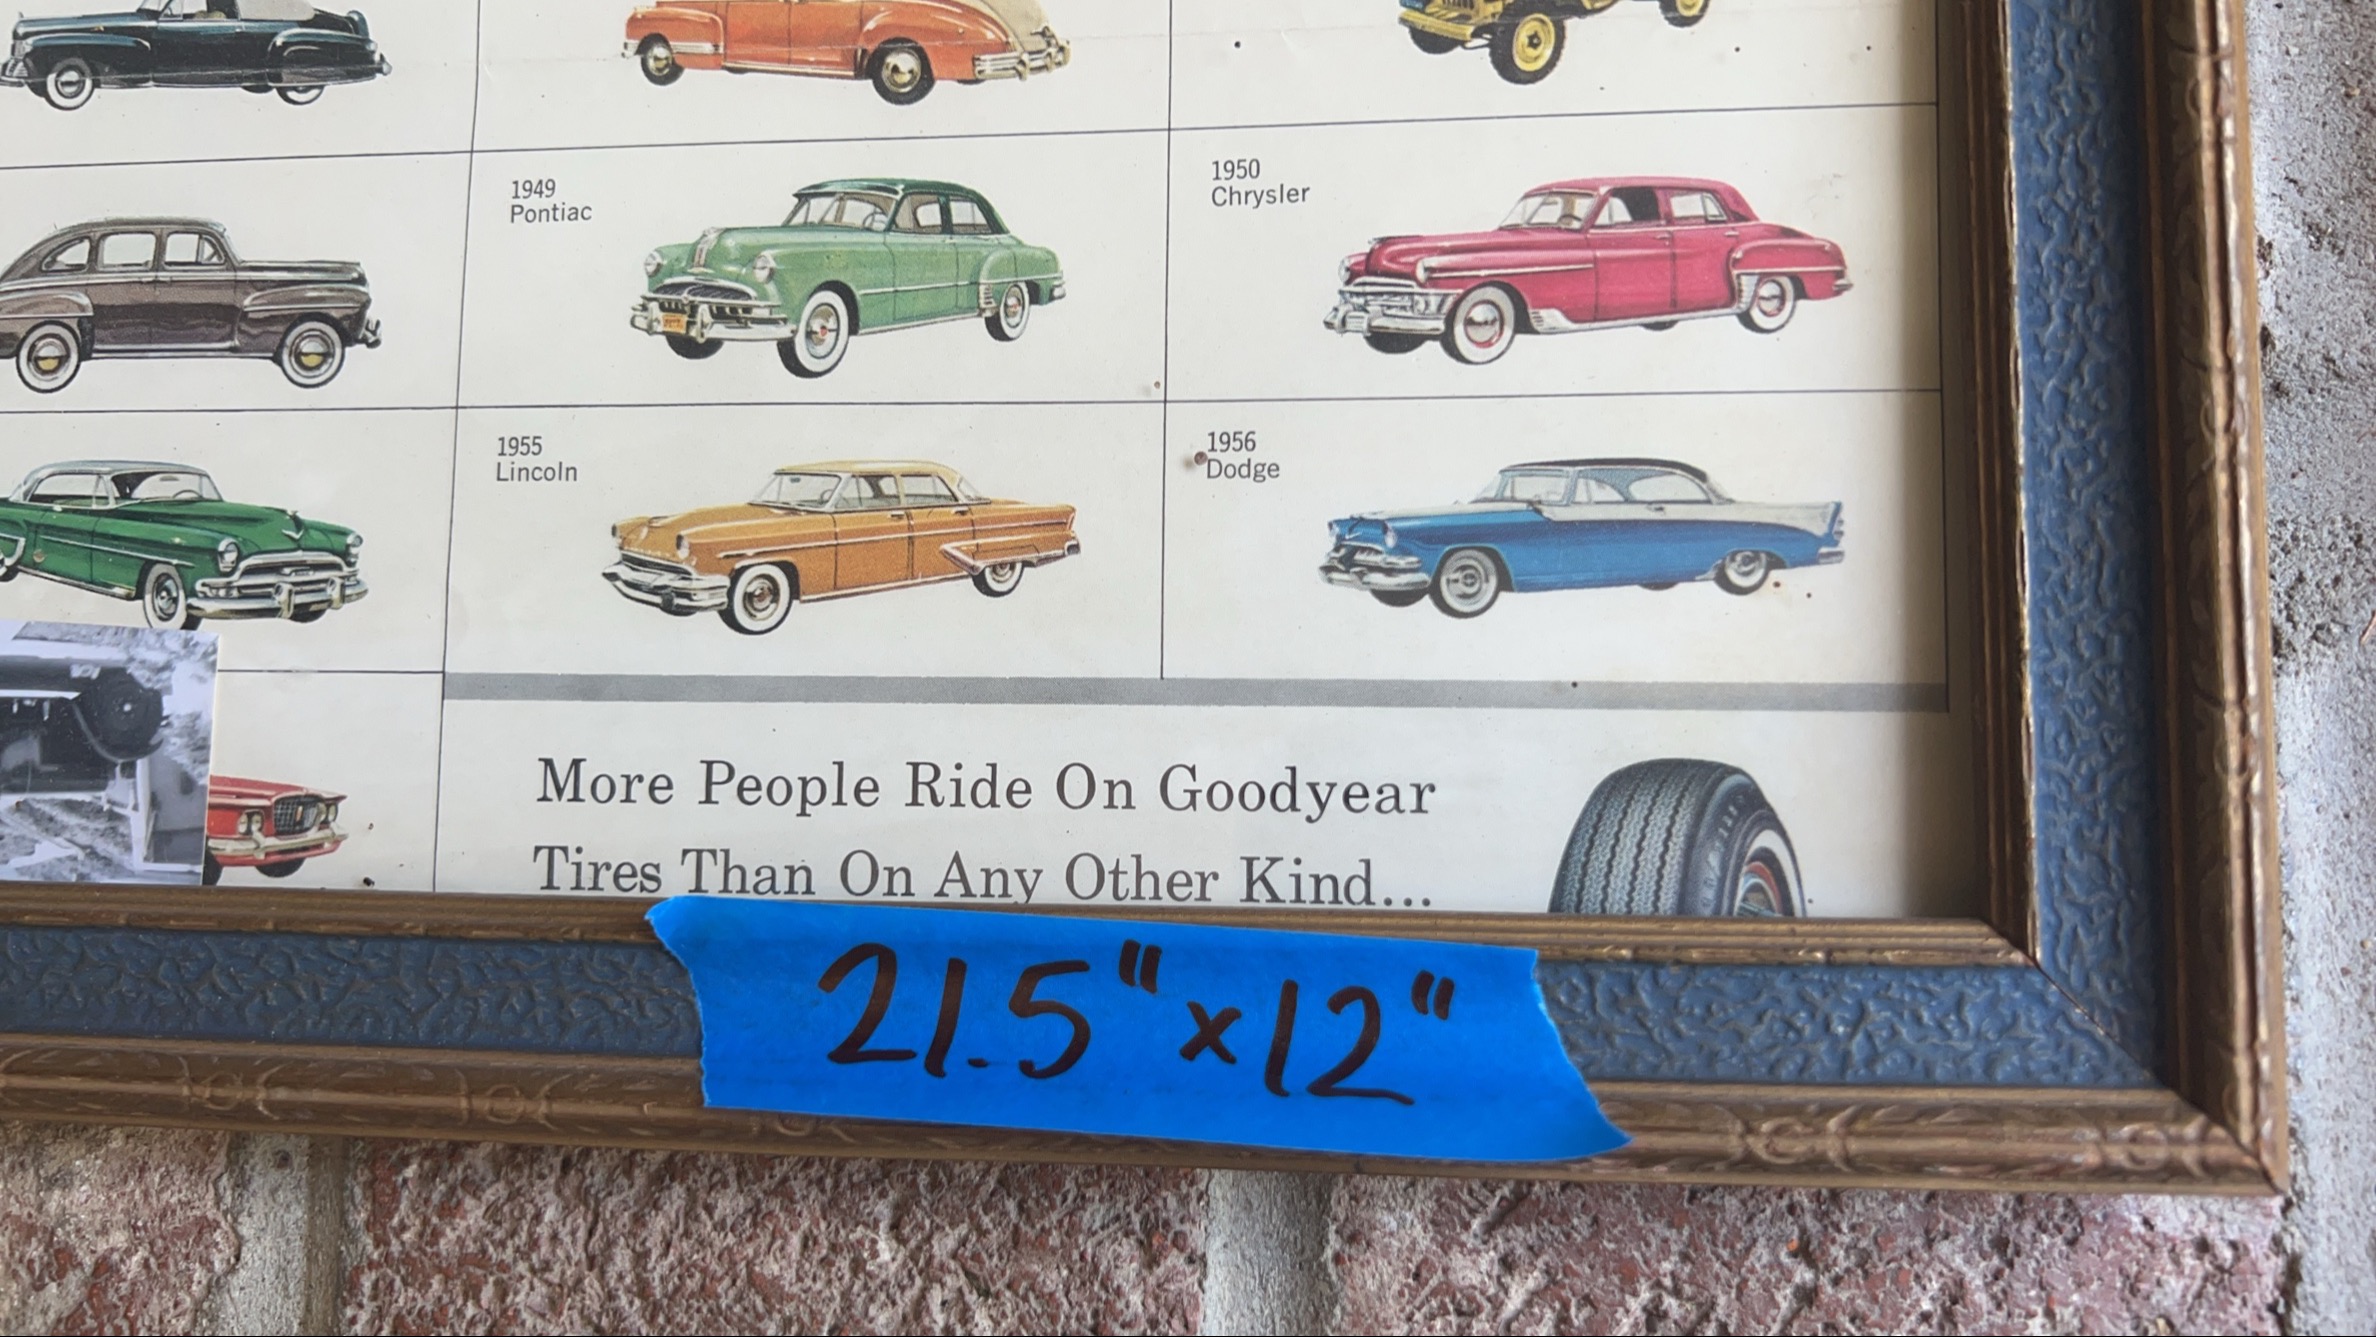 1949
Pontiac
1950
Chrysler
1955
Lincoln
1956
Dodge
More People Ride On Goodyear
Tires Than On Any Other Kind...
21.5" x 12"